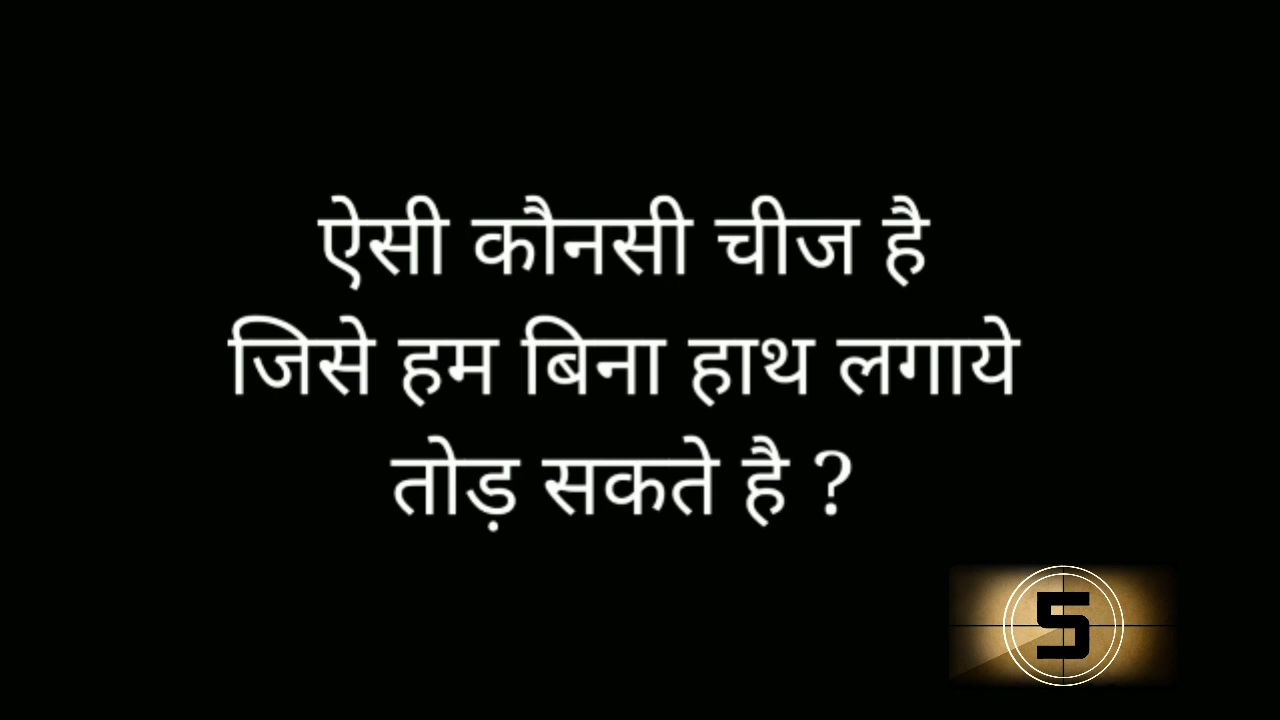 ऐसी कौनसी चीज है
जिसे हम बिना हाथ लगाये
तोड़ सकते है ?
5